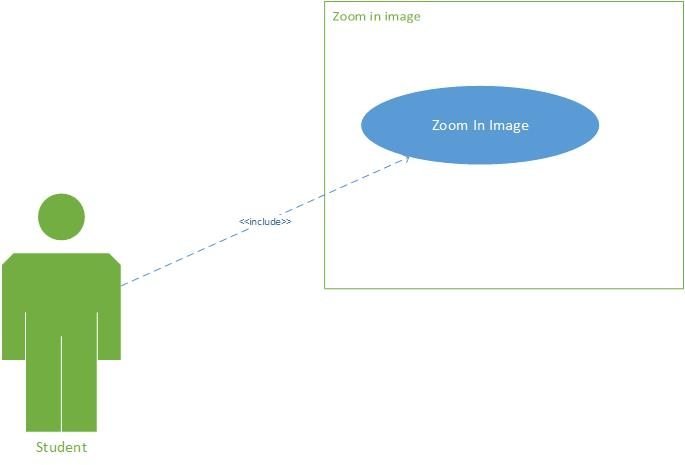 Zoom in image
Zoom In Image
<<include>>
Student